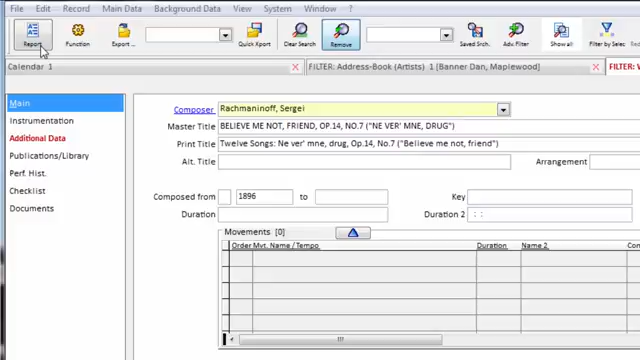 File Edit Record Main Data Background Data View System Window ?
Report Function Export ... Quick Xport Clear Search Remove Saved Srch. Adv. Filter Show all Filter by Selec
Calendar 1 FILTER: Address-Book (Artists) 1 [Banner Dan, Maplewood] FILTER: V
Main
Instrumentation
Additional Data
Publications/Library
Perf. Hist.
Checklist
Documents
Composer Rachmaninoff, Sergei
Master Title BELIEVE ME NOT, FRIEND, OP.14, NO.7 ("NE VER' MNE, DRUG")
Print Title Twelve Songs: Ne ver' mne, drug, Op.14, No.7 ("Believe me not, friend")
Alt. Title Arrangement
Composed from 1896 to Key
Duration Duration 2 : :
Movements [0]
Order Mvt. Name / Tempo Duration Name 2 Con